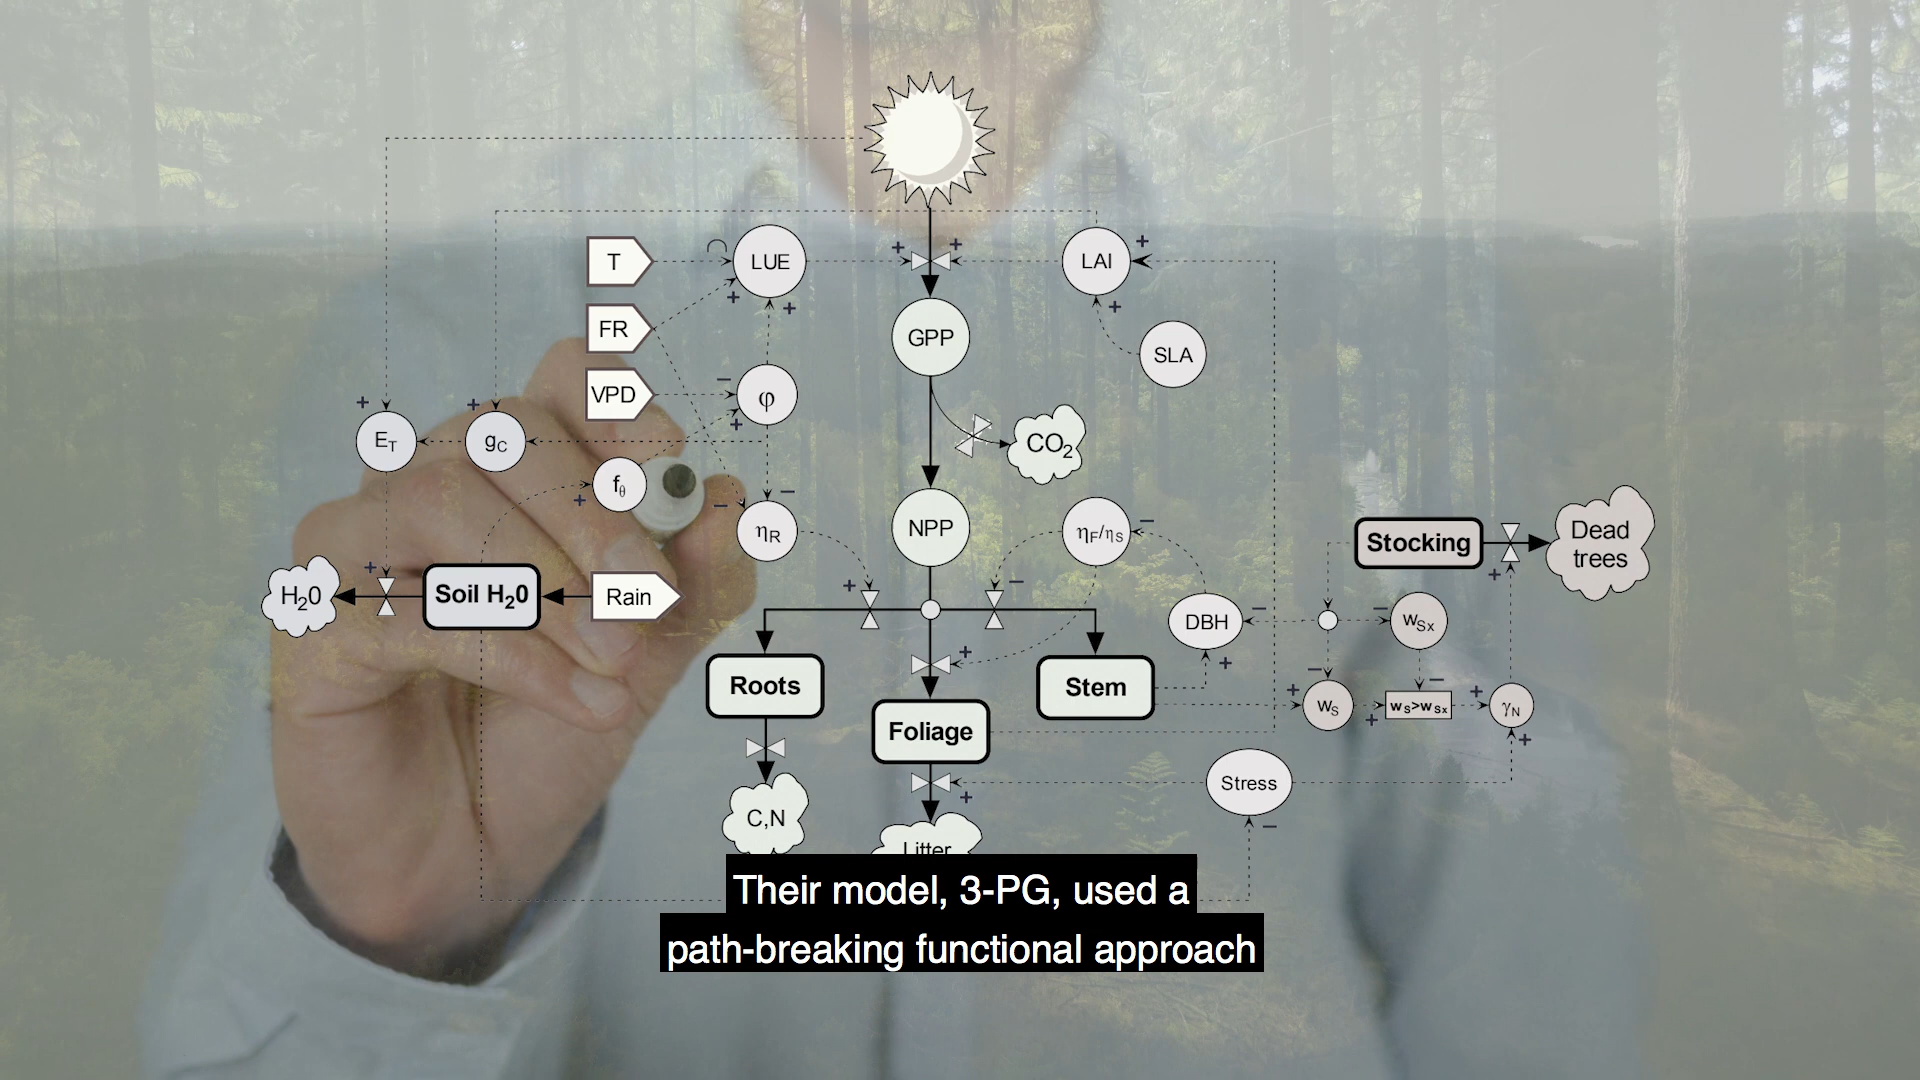 T
LUE
LAI
FR
GPP
SLA
VPD
φ
CO₂
E_T
g_C
f_θ
η_R
NPP
η_F/η_S
Stocking
Dead
trees
H₂0
Soil H₂0
Rain
DBH
w_Sx
Roots
Foliage
Stem
w_S
w_S>w_Sx
γ_N
Stress
C,N
Litter
Their model, 3-PG, used a
path-breaking functional approach